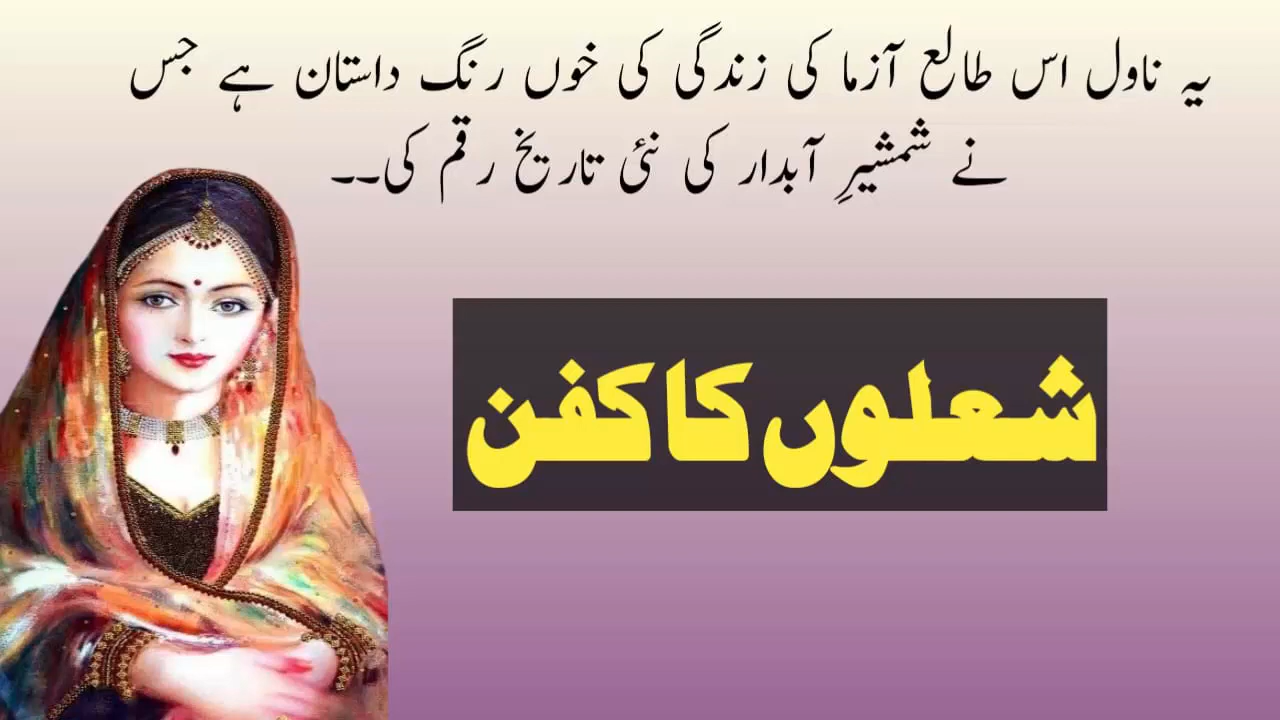 یہ ناول اس طالع آزما کی زندگی کی خوں رنگ داستان ہے جس
نے شمشیرِ آبدار کی نئی تاریخ رقم کی۔۔
شعلوں کا کفن